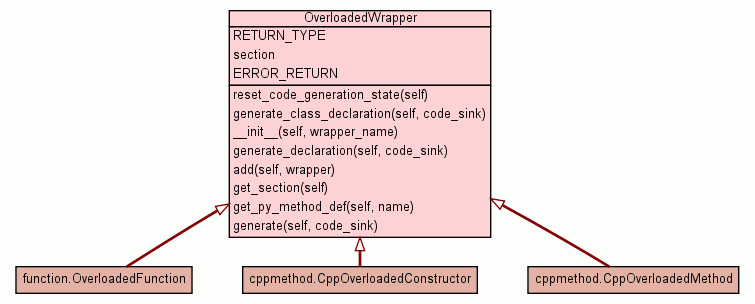 OverloadedWrapper
RETURN_TYPE
section
ERROR_RETURN
reset_code_generation_state(self)
generate_class_declaration(self, code_sink)
__init__(self, wrapper_name)
generate_declaration(self, code_sink)
add(self, wrapper)
get_section(self)
get_py_method_def(self, name)
generate(self, code_sink)
function.OverloadedFunction
cppmethod.CppOverloadedConstructor
cppmethod.CppOverloadedMethod